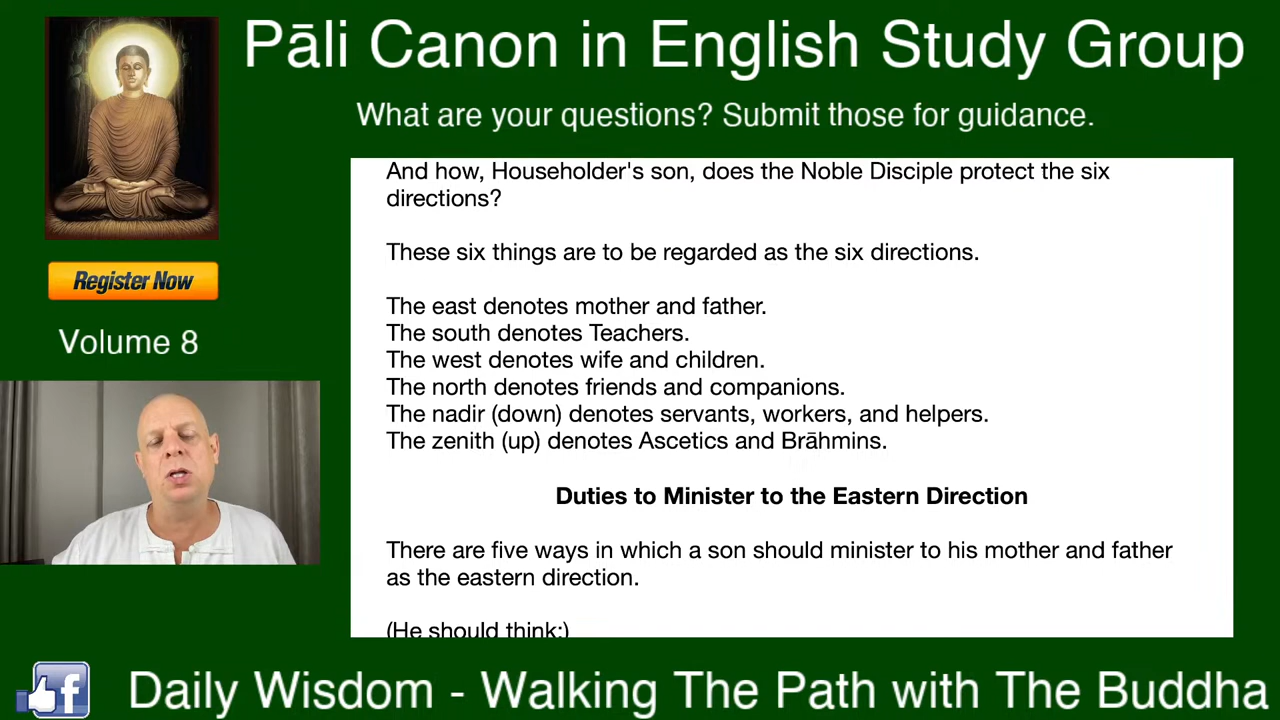 Pāli Canon in English Study Group
What are your questions? Submit those for guidance.
And how, Householder's son, does the Noble Disciple protect the six
directions?
These six things are to be regarded as the six directions.
The east denotes mother and father.
The south denotes Teachers.
The west denotes wife and children.
The north denotes friends and companions.
The nadir (down) denotes servants, workers, and helpers.
The zenith (up) denotes Ascetics and Brāhmins.
Duties to Minister to the Eastern Direction
There are five ways in which a son should minister to his mother and father
as the eastern direction.
(He should think:)
Register Now
Volume 8
f
Daily Wisdom - Walking The Path with The Buddha